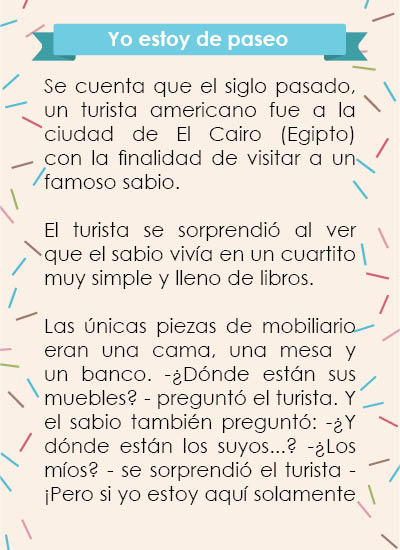 Yo estoy de paseo
Se cuenta que el siglo pasado,
un turista americano fue a la
ciudad de El Cairo (Egipto)
con la finalidad de visitar a un
famoso sabio.
El turista se sorprendió al ver
que el sabio vivía en un cuartito
muy simple y lleno de libros.
Las únicas piezas de mobiliario
eran una cama, una mesa y
un banco. -¿Dónde están sus
muebles? - preguntó el turista. Y
el sabio también preguntó: -¿Y
dónde están los suyos...? -¿Los
míos? - se sorprendió el turista -
¡Pero si yo estoy aquí solamente